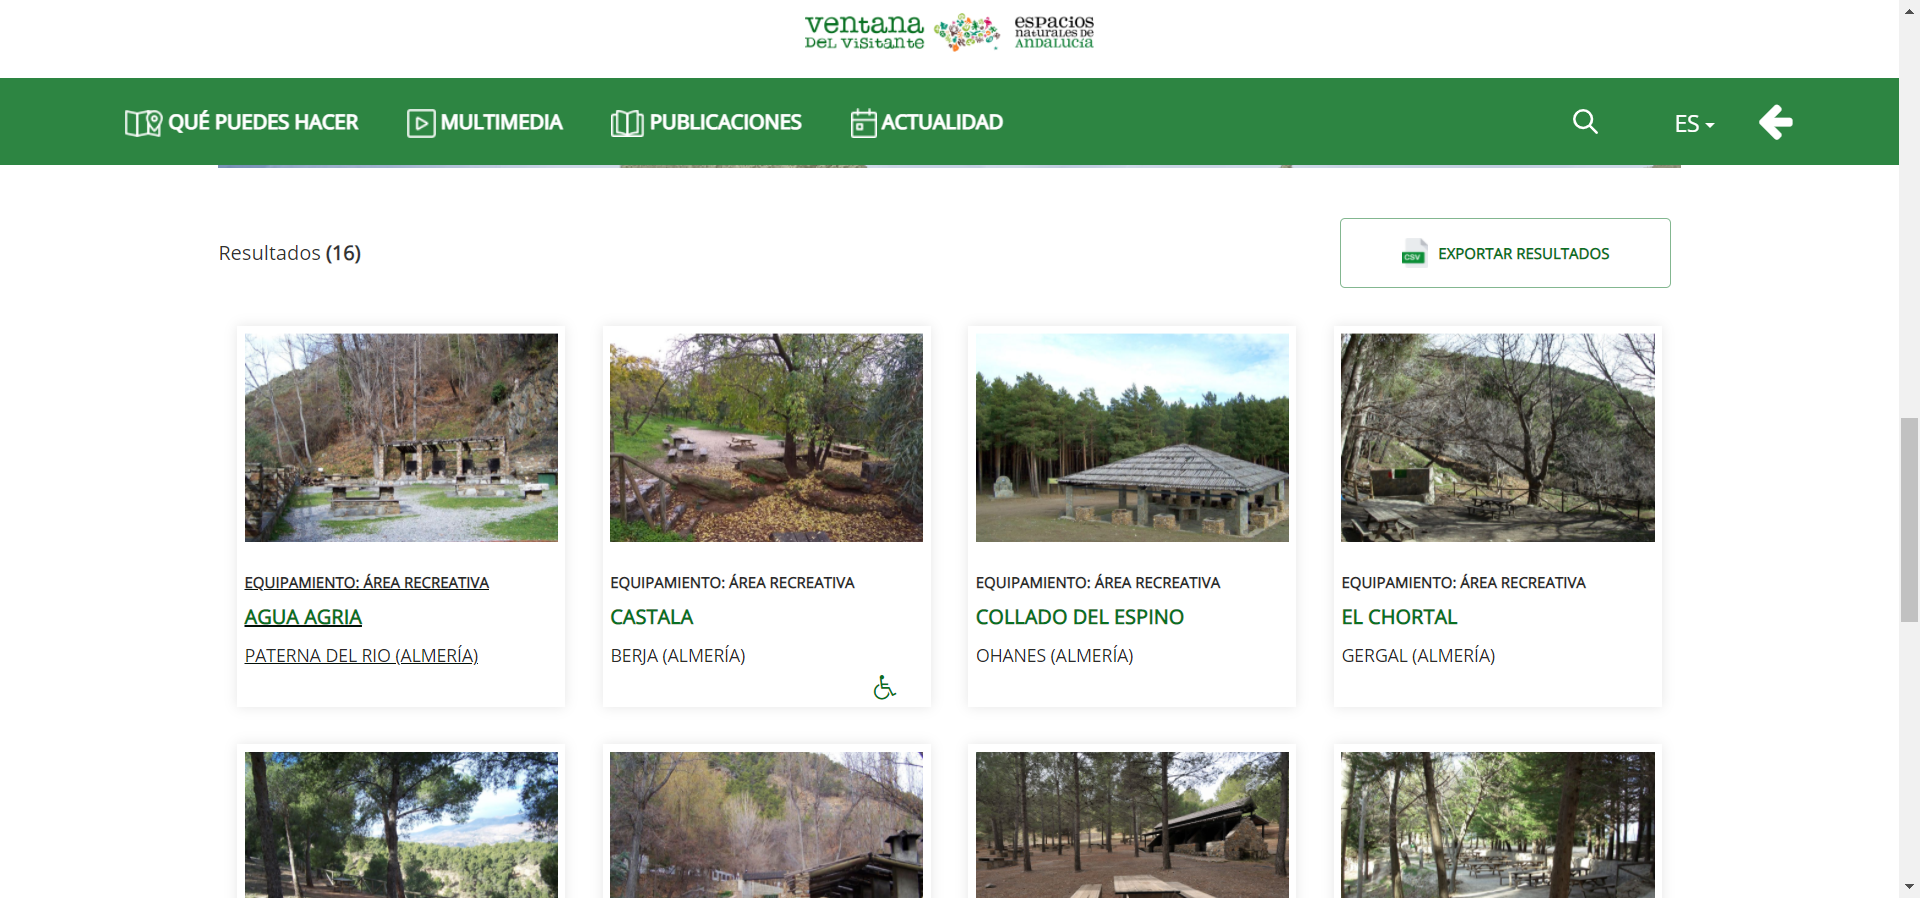 ventana
DEL VISITANTE
ESPACIOS
NATURALES DE
ANDALUCÍA
QUÉ PUEDES HACER
MULTIMEDIA
PUBLICACIONES
ACTUALIDAD
ES
Resultados (16)
CSV EXPORTAR RESULTADOS
EQUIPAMIENTO: ÁREA RECREATIVA
AGUA AGRIA
PATERNA DEL RIO (ALMERÍA)
EQUIPAMIENTO: ÁREA RECREATIVA
CASTALA
BERJA (ALMERÍA)
EQUIPAMIENTO: ÁREA RECREATIVA
COLLADO DEL ESPINO
OHANES (ALMERÍA)
EQUIPAMIENTO: ÁREA RECREATIVA
EL CHORTAL
GERGAL (ALMERÍA)